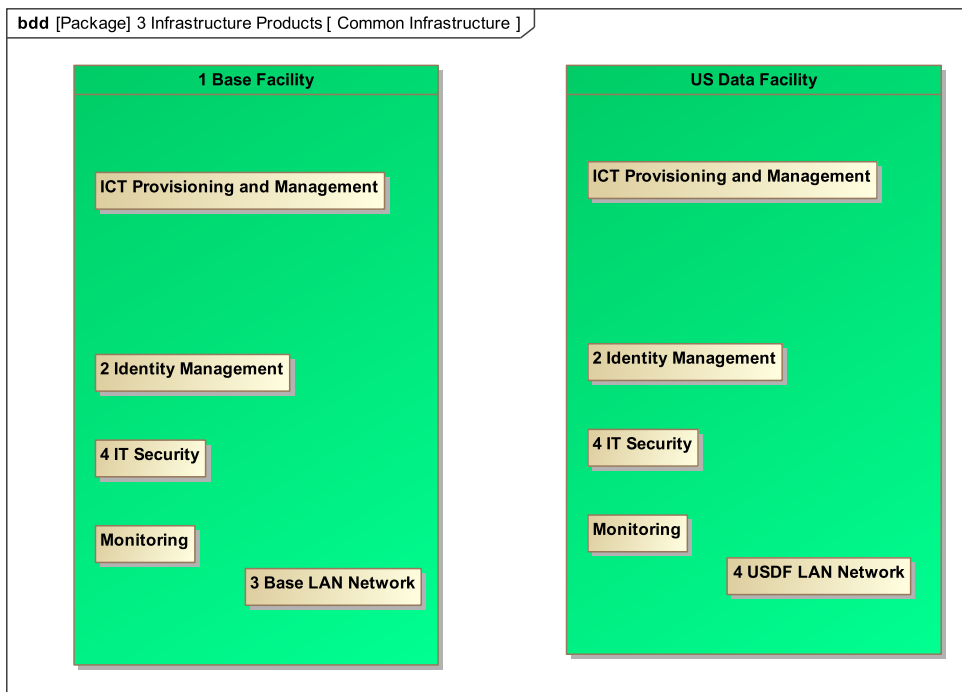 bdd [Package] 3 Infrastructure Products [ Common Infrastructure ]
1 Base Facility
ICT Provisioning and Management
2 Identity Management
4 IT Security
Monitoring
3 Base LAN Network
US Data Facility
ICT Provisioning and Management
2 Identity Management
4 IT Security
Monitoring
4 USDF LAN Network